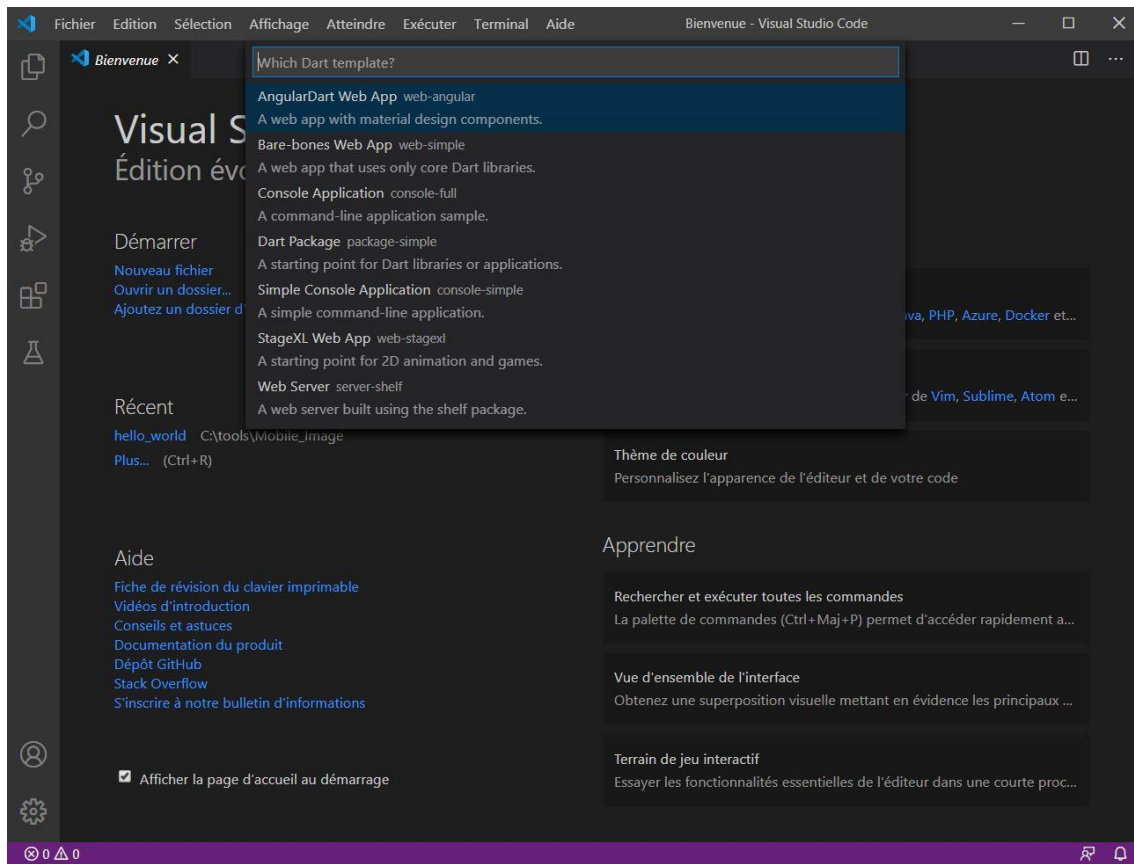 Fichier Edition Sélection Affichage Atteindre Exécuter Terminal Aide Bienvenue - Visual Studio Code
Bienvenue
Which Dart template?
AngularDart Web App web-angular
A web app with material design components.
Bare-bones Web App web-simple
A web app that uses only core Dart libraries.
Console Application console-full
A command-line application sample.
Dart Package package-simple
A starting point for Dart libraries or applications.
Simple Console Application console-simple
A simple command-line application.
StageXL Web App web-stagexl
A starting point for 2D animation and games.
Web Server server-shelf
A web server built using the shelf package.
Visual S
Édition évo
Démarrer
Nouveau fichier
Ouvrir un dossier...
Ajoutez un dossier d'
Récent
hello_world C:\tools\Mobile_Image
Plus... (Ctrl+R)
Aide
Fiche de révision du clavier imprimable
Vidéos d'introduction
Conseils et astuces
Documentation du produit
Dépôt GitHub
Stack Overflow
S'inscrire à notre bulletin d'informations
Afficher la page d'accueil au démarrage
va, PHP, Azure, Docker et...
de Vim, Sublime, Atom e...
Thème de couleur
Personnalisez l'apparence de l'éditeur et de votre code
Apprendre
Rechercher et exécuter toutes les commandes
La palette de commandes (Ctrl+Maj+P) permet d'accéder rapidement a...
Vue d'ensemble de l'interface
Obtenez une superposition visuelle mettant en évidence les principaux ...
Terrain de jeu interactif
Essayer les fonctionnalités essentielles de l'éditeur dans une courte proc...
0 0